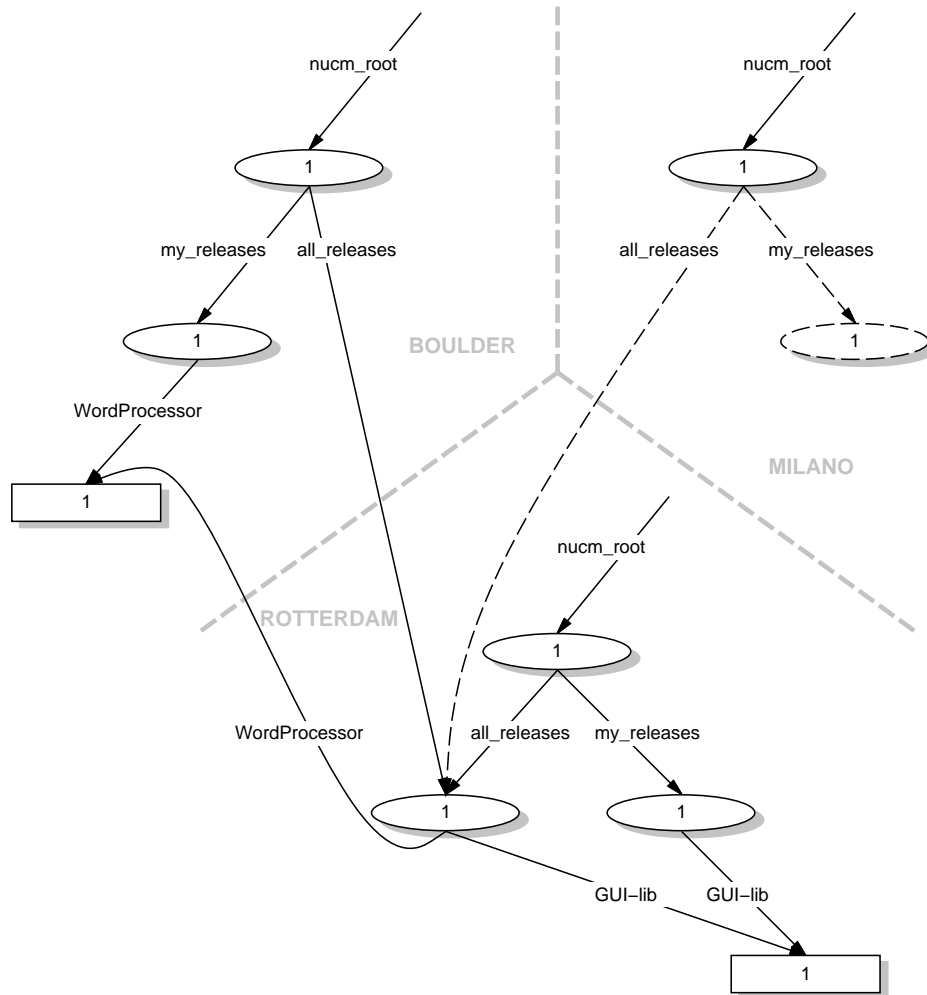 nucm_root
nucm_root
1
1
my_releases
all_releases
all_releases
my_releases
1
BOULDER
1
WordProcessor
MILANO
1
nucm_root
ROTTERDAM
1
WordProcessor
all_releases
my_releases
1
1
GUI–lib
GUI–lib
1